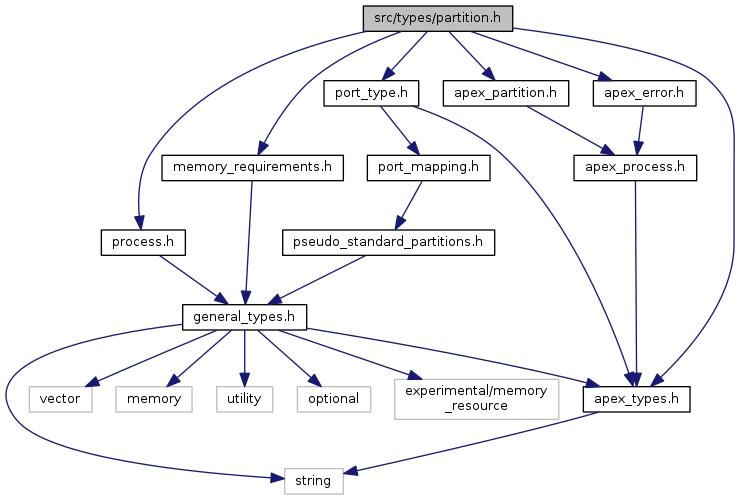 src/types/partition.h
port_type.h
apex_partition.h
apex_error.h
memory_requirements.h
port_mapping.h
apex_process.h
process.h
pseudo_standard_partitions.h
general_types.h
vector
memory
utility
optional
experimental/memory
_resource
apex_types.h
string